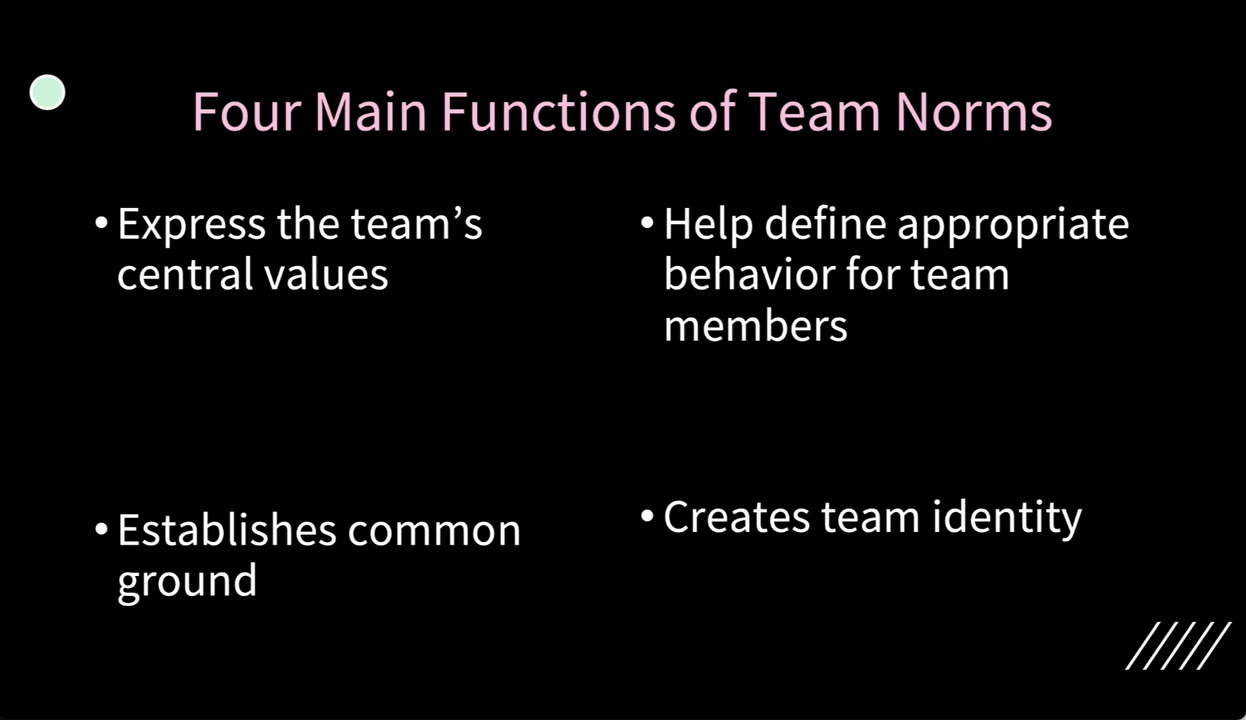 Four Main Functions of Team Norms
• Express the team’s
central values
• Help define appropriate
behavior for team
members
• Establishes common
ground
• Creates team identity